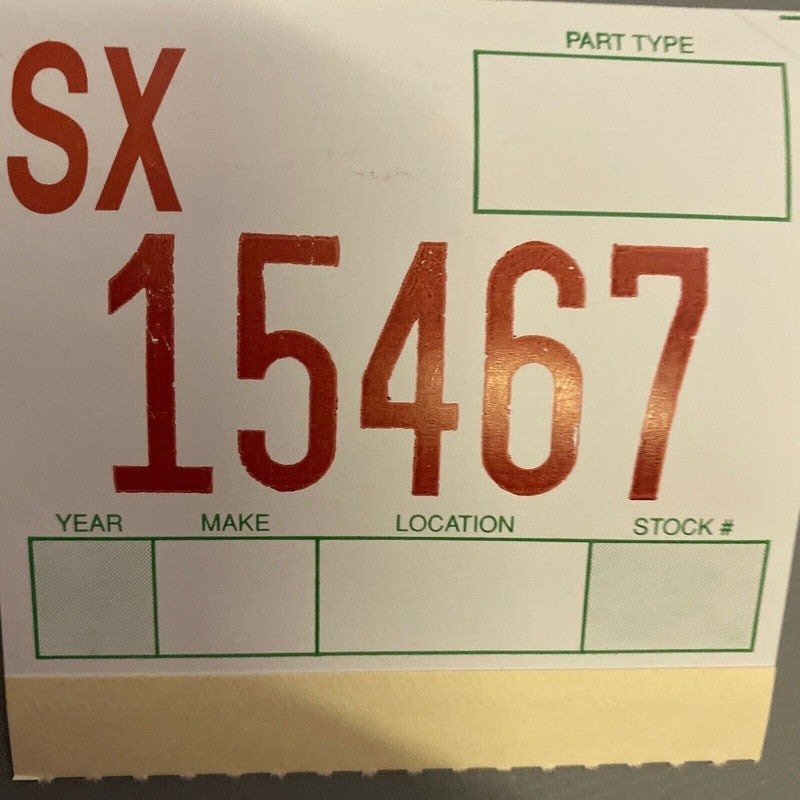 PART TYPE
SX
15467
YEAR MAKE LOCATION STOCK #